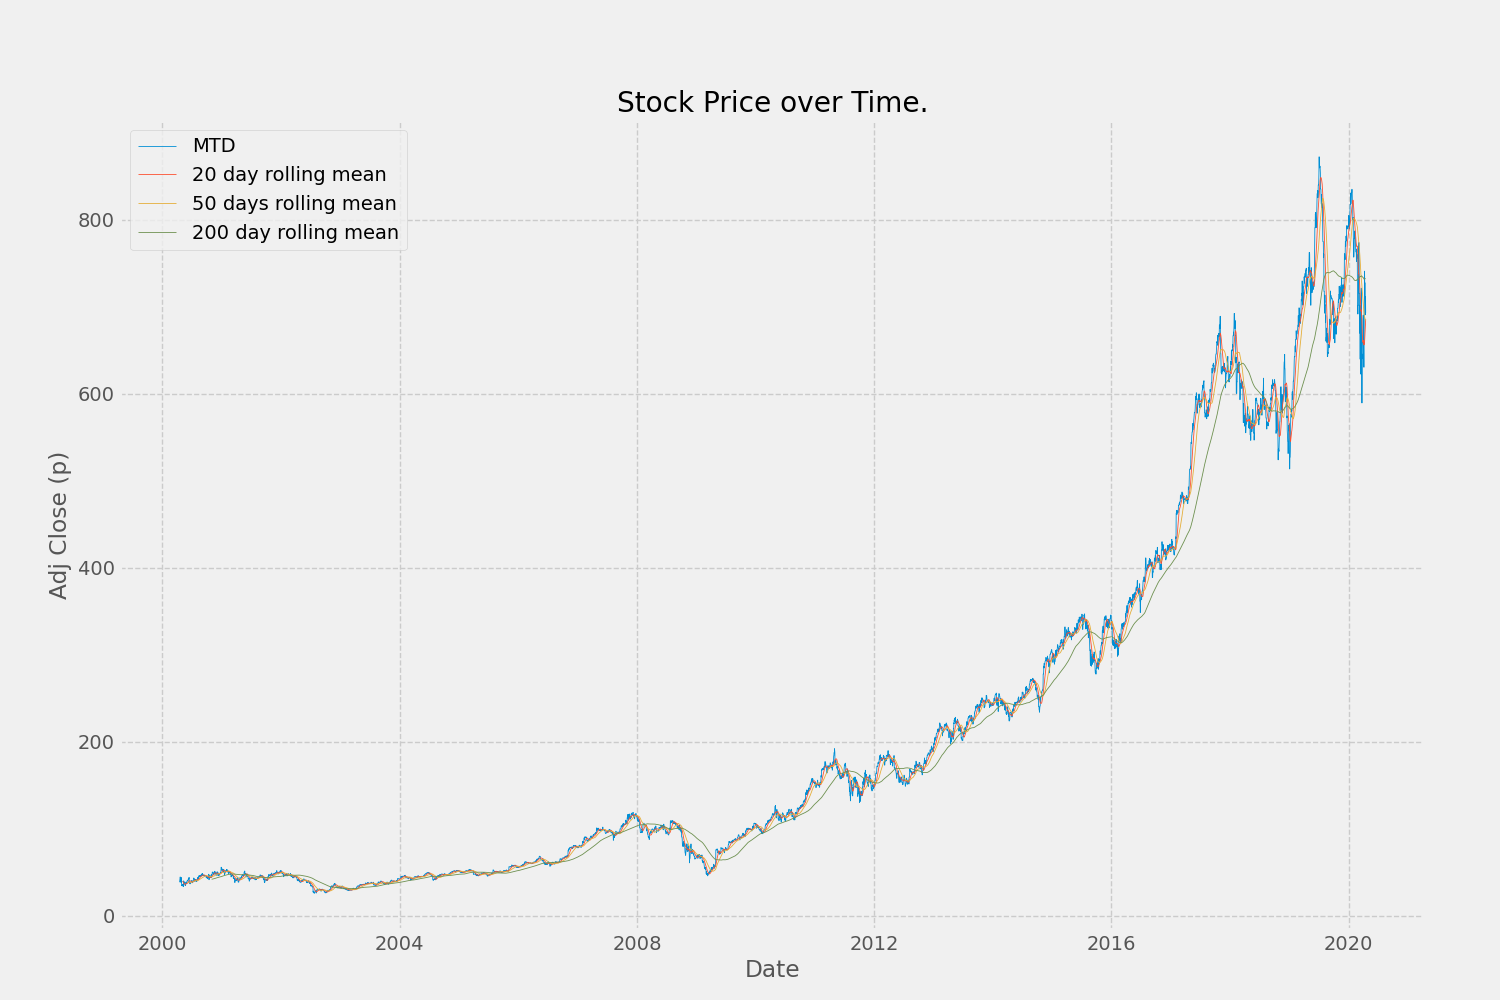 Stock Price over Time.
MTD
20 day rolling mean
50 days rolling mean
200 day rolling mean
Adj Close (p)
800
600
400
200
0
2000 2004 2008 2012 2016 2020
Date